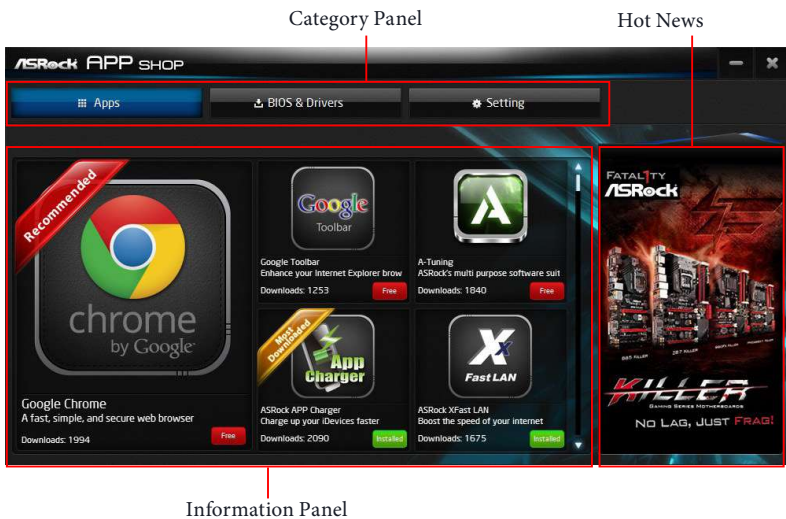 Category Panel
Hot News
ASRock APP SHOP
Apps
BIOS & Drivers
Setting
Recommended
chrome
by Google
Google Chrome
A fast, simple, and secure web browser
Downloads: 1994
Free
Google
Toolbar
Google Toolbar
Enhance your Internet Explorer brow
Downloads: 1253
Free
A-Tuning
ASRock's multi purpose software suit
Downloads: 1840
Free
Most
Downloaded
App
Charger
ASRock APP Charger
Charge up your iDevices faster
Downloads: 2090
Installed
Fast LAN
ASRock XFast LAN
Boost the speed of your internet
Downloads: 1675
Installed
FATAL1TY
ASRock
Z87 KILLER
KILLER
GAMING SERIES MOTHERBOARDS
NO LAG, JUST FRAG!
Information Panel